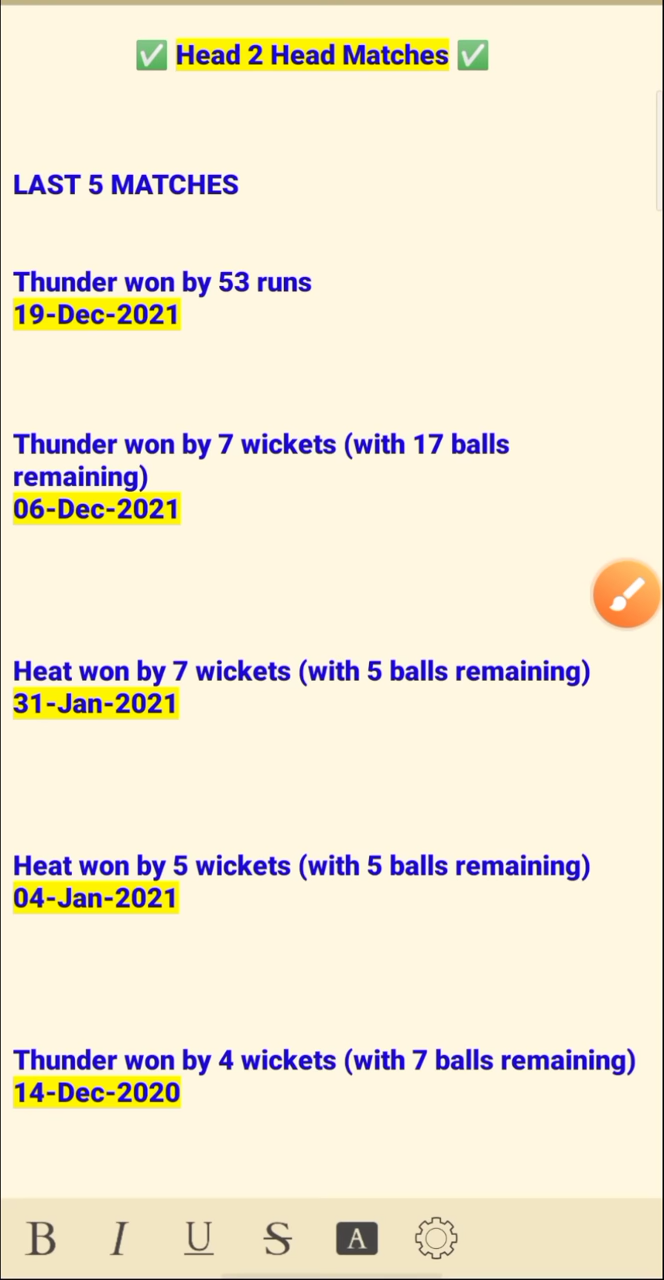 ✅ Head 2 Head Matches ✅
LAST 5 MATCHES
Thunder won by 53 runs
19-Dec-2021
Thunder won by 7 wickets (with 17 balls
remaining)
06-Dec-2021
Heat won by 7 wickets (with 5 balls remaining)
31-Jan-2021
Heat won by 5 wickets (with 5 balls remaining)
04-Jan-2021
Thunder won by 4 wickets (with 7 balls remaining)
14-Dec-2020
B I U S A